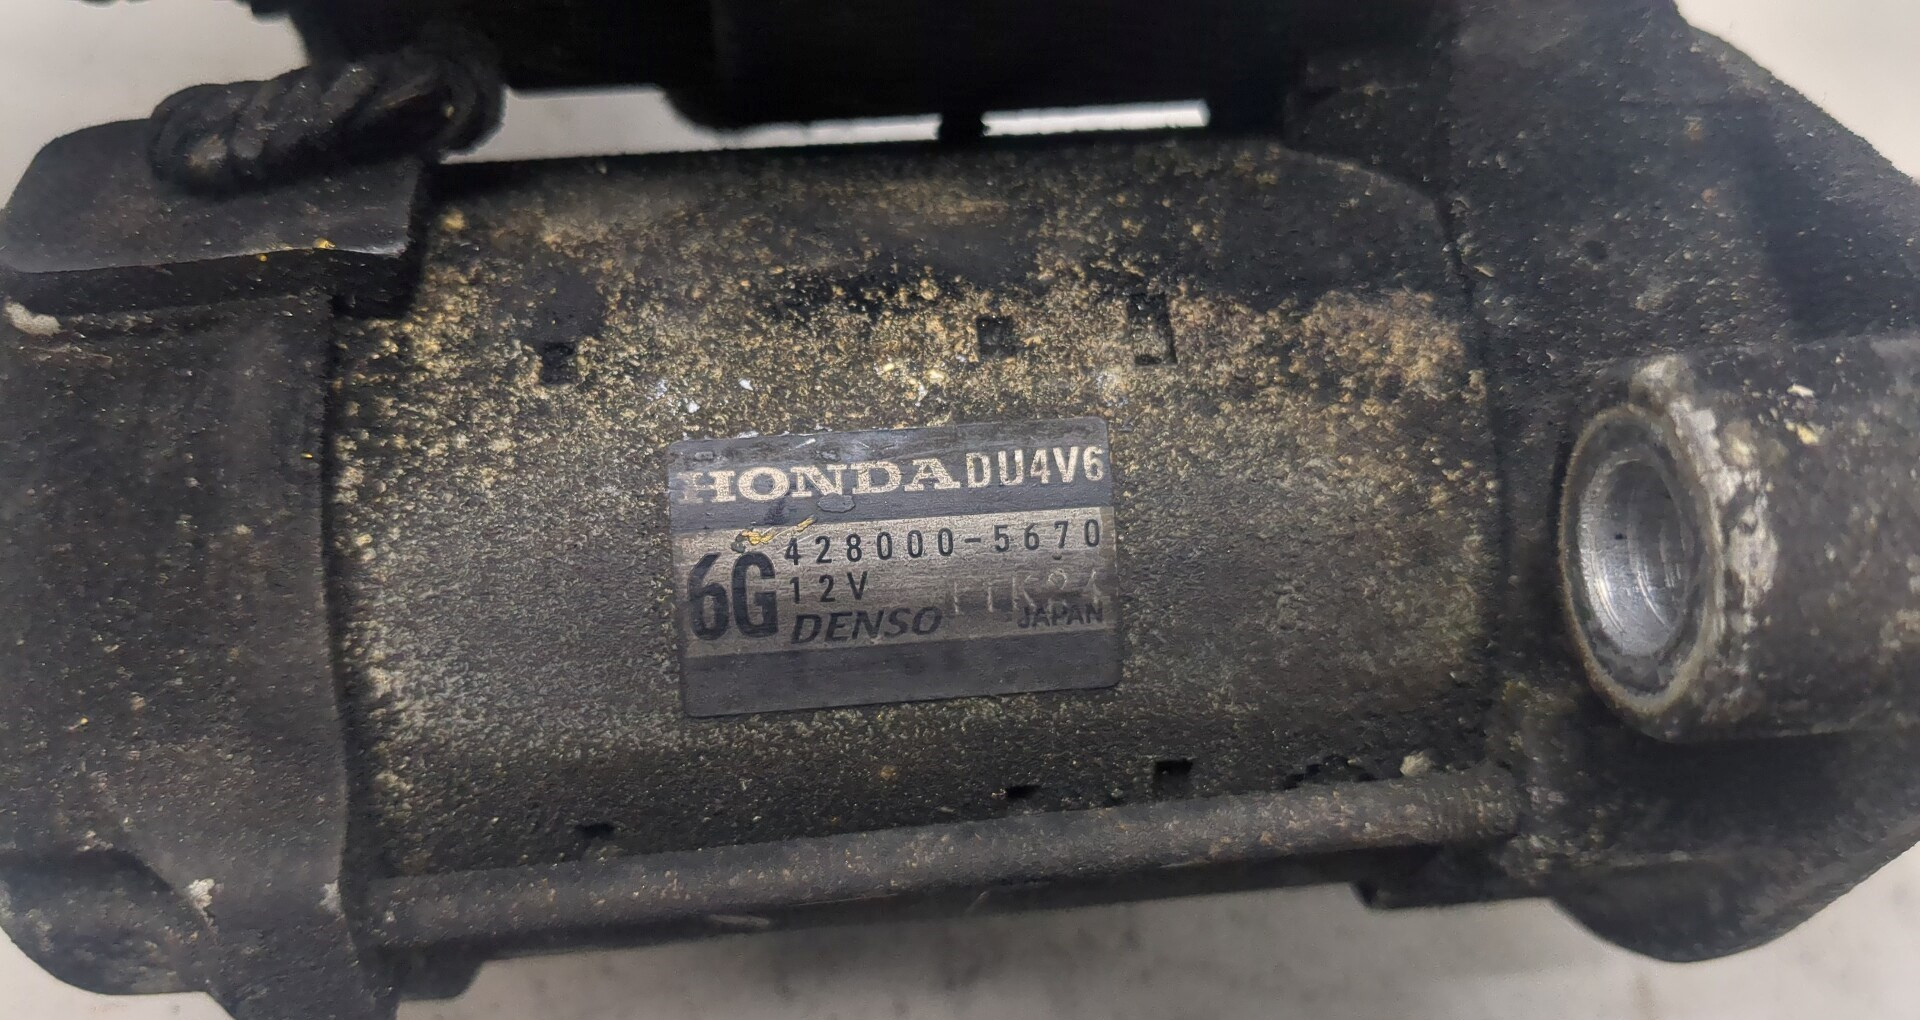 HONDA DU4V6
6G 428000-5670
12V
DENSO JAPAN